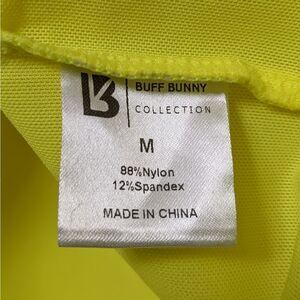 BUFF BUNNY
COLLECTION
M
88%Nylon
12%Spandex
MADE IN CHINA